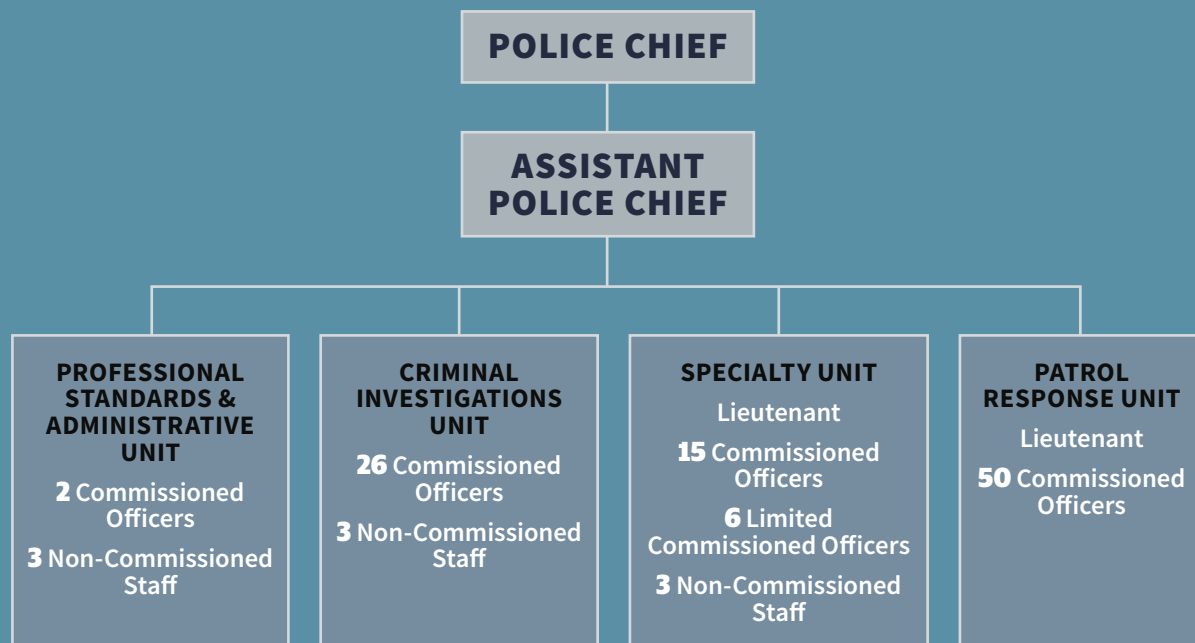 POLICE CHIEF
ASSISTANT
POLICE CHIEF
PROFESSIONAL
STANDARDS &
ADMINISTRATIVE
UNIT
2 Commissioned
Officers
3 Non-Commissioned
Staff
CRIMINAL
INVESTIGATIONS
UNIT
26 Commissioned
Officers
3 Non-Commissioned
Staff
SPECIALTY UNIT
Lieutenant
15 Commissioned
Officers
6 Limited
Commissioned Officers
3 Non-Commissioned
Staff
PATROL
RESPONSE UNIT
Lieutenant
50 Commissioned
Officers